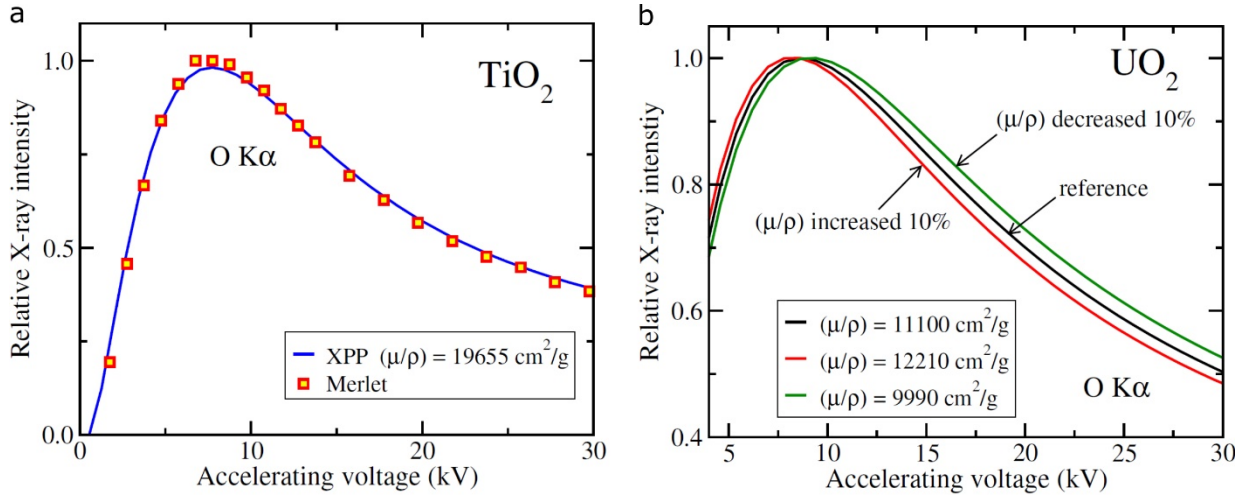 a
Relative X-ray intensity
1.0
0.5
0.0
TiO2
O Kα
XPP (μ/ρ) = 19655 cm²/g
Merlet
0
10
20
30
Accelerating voltage (kV)
b
Relative X-ray intenstiy
1.0
0.8
0.6
0.4
UO2
(μ/ρ) decreased 10%
reference
(μ/ρ) increased 10%
(μ/ρ) = 11100 cm²/g
(μ/ρ) = 12210 cm²/g
(μ/ρ) = 9990 cm²/g
O Kα
5
10
15
20
25
30
Accelerating voltage (kV)